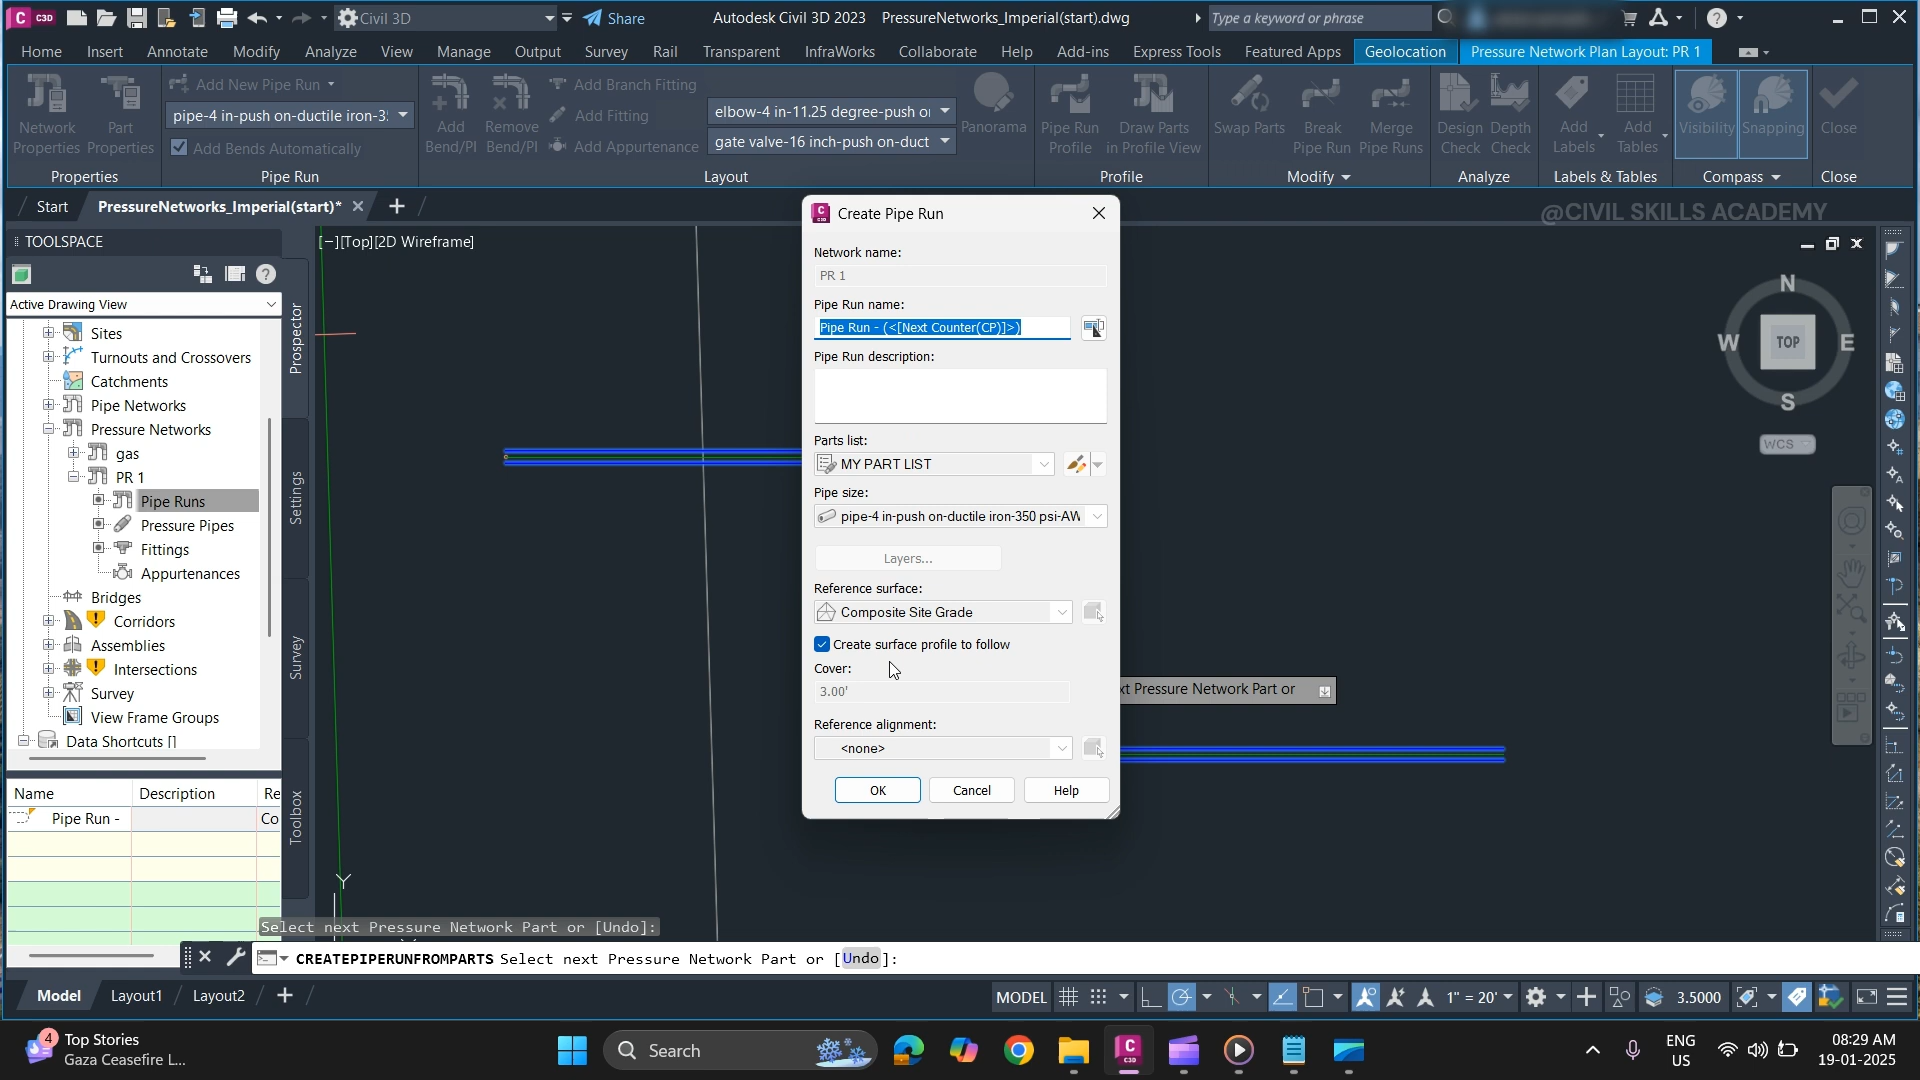 C3D
Civil 3D
Share
Autodesk Civil 3D 2023 PressureNetworks_Imperial(start).dwg
Type a keyword or phrase
Home Insert Annotate Modify Analyze View Manage Output Survey Rail Transparent InfraWorks Collaborate Help Add-ins Express Tools Featured Apps Geolocation Pressure Network Plan Layout: PR 1
Network Properties
Part Properties
Properties
Add New Pipe Run
pipe-4 in-push on-ductile iron-3
Add Bends Automatically
Pipe Run
Add Bend/PI
Remove Bend/PI
Add Branch Fitting
Add Fitting
Add Appurtenance
elbow-4 in-11.25 degree-push o
gate valve-16 inch-push on-duct
Panorama
Layout
Pipe Run Profile
Draw Parts in Profile View
Profile
Swap Parts
Break Pipe Run
Merge Pipe Runs
Modify
Design Check
Depth Check
Analyze
Add Labels
Add Tables
Labels & Tables
Visibility
Snapping
Compass
Close
Close
Start
PressureNetworks_Imperial(start)*
@CIVIL SKILLS ACADEMY
TOOLSPACE
Active Drawing View
Sites
Turnouts and Crossovers
Catchments
Pipe Networks
Pressure Networks
gas
PR 1
Pipe Runs
Pressure Pipes
Fittings
Appurtenances
Bridges
Corridors
Assemblies
Intersections
Survey
View Frame Groups
Data Shortcuts []
Prospector
Settings
Survey
Toolbox
Name Description Re
Pipe Run - Co
[−][Top][2D Wireframe]
N
W TOP E
S
WCS
Y
Create Pipe Run
Network name:
PR 1
Pipe Run name:
Pipe Run - (<[Next Counter(CP)]>)
Pipe Run description:
Parts list:
MY PART LIST
Pipe size:
pipe-4 in-push on-ductile iron-350 psi-AW
Layers...
Reference surface:
Composite Site Grade
Create surface profile to follow
Cover:
3.00'
Reference alignment:
<none>
OK Cancel Help
xt Pressure Network Part or
Select next Pressure Network Part or [Undo]:
CREATEPIPERUNFROMPARTS Select next Pressure Network Part or [Undo]:
Model Layout1 Layout2
MODEL
1" = 20'
3.5000
4
Top Stories
Gaza Ceasefire L...
Search
ENG
US
08:29 AM
19-01-2025